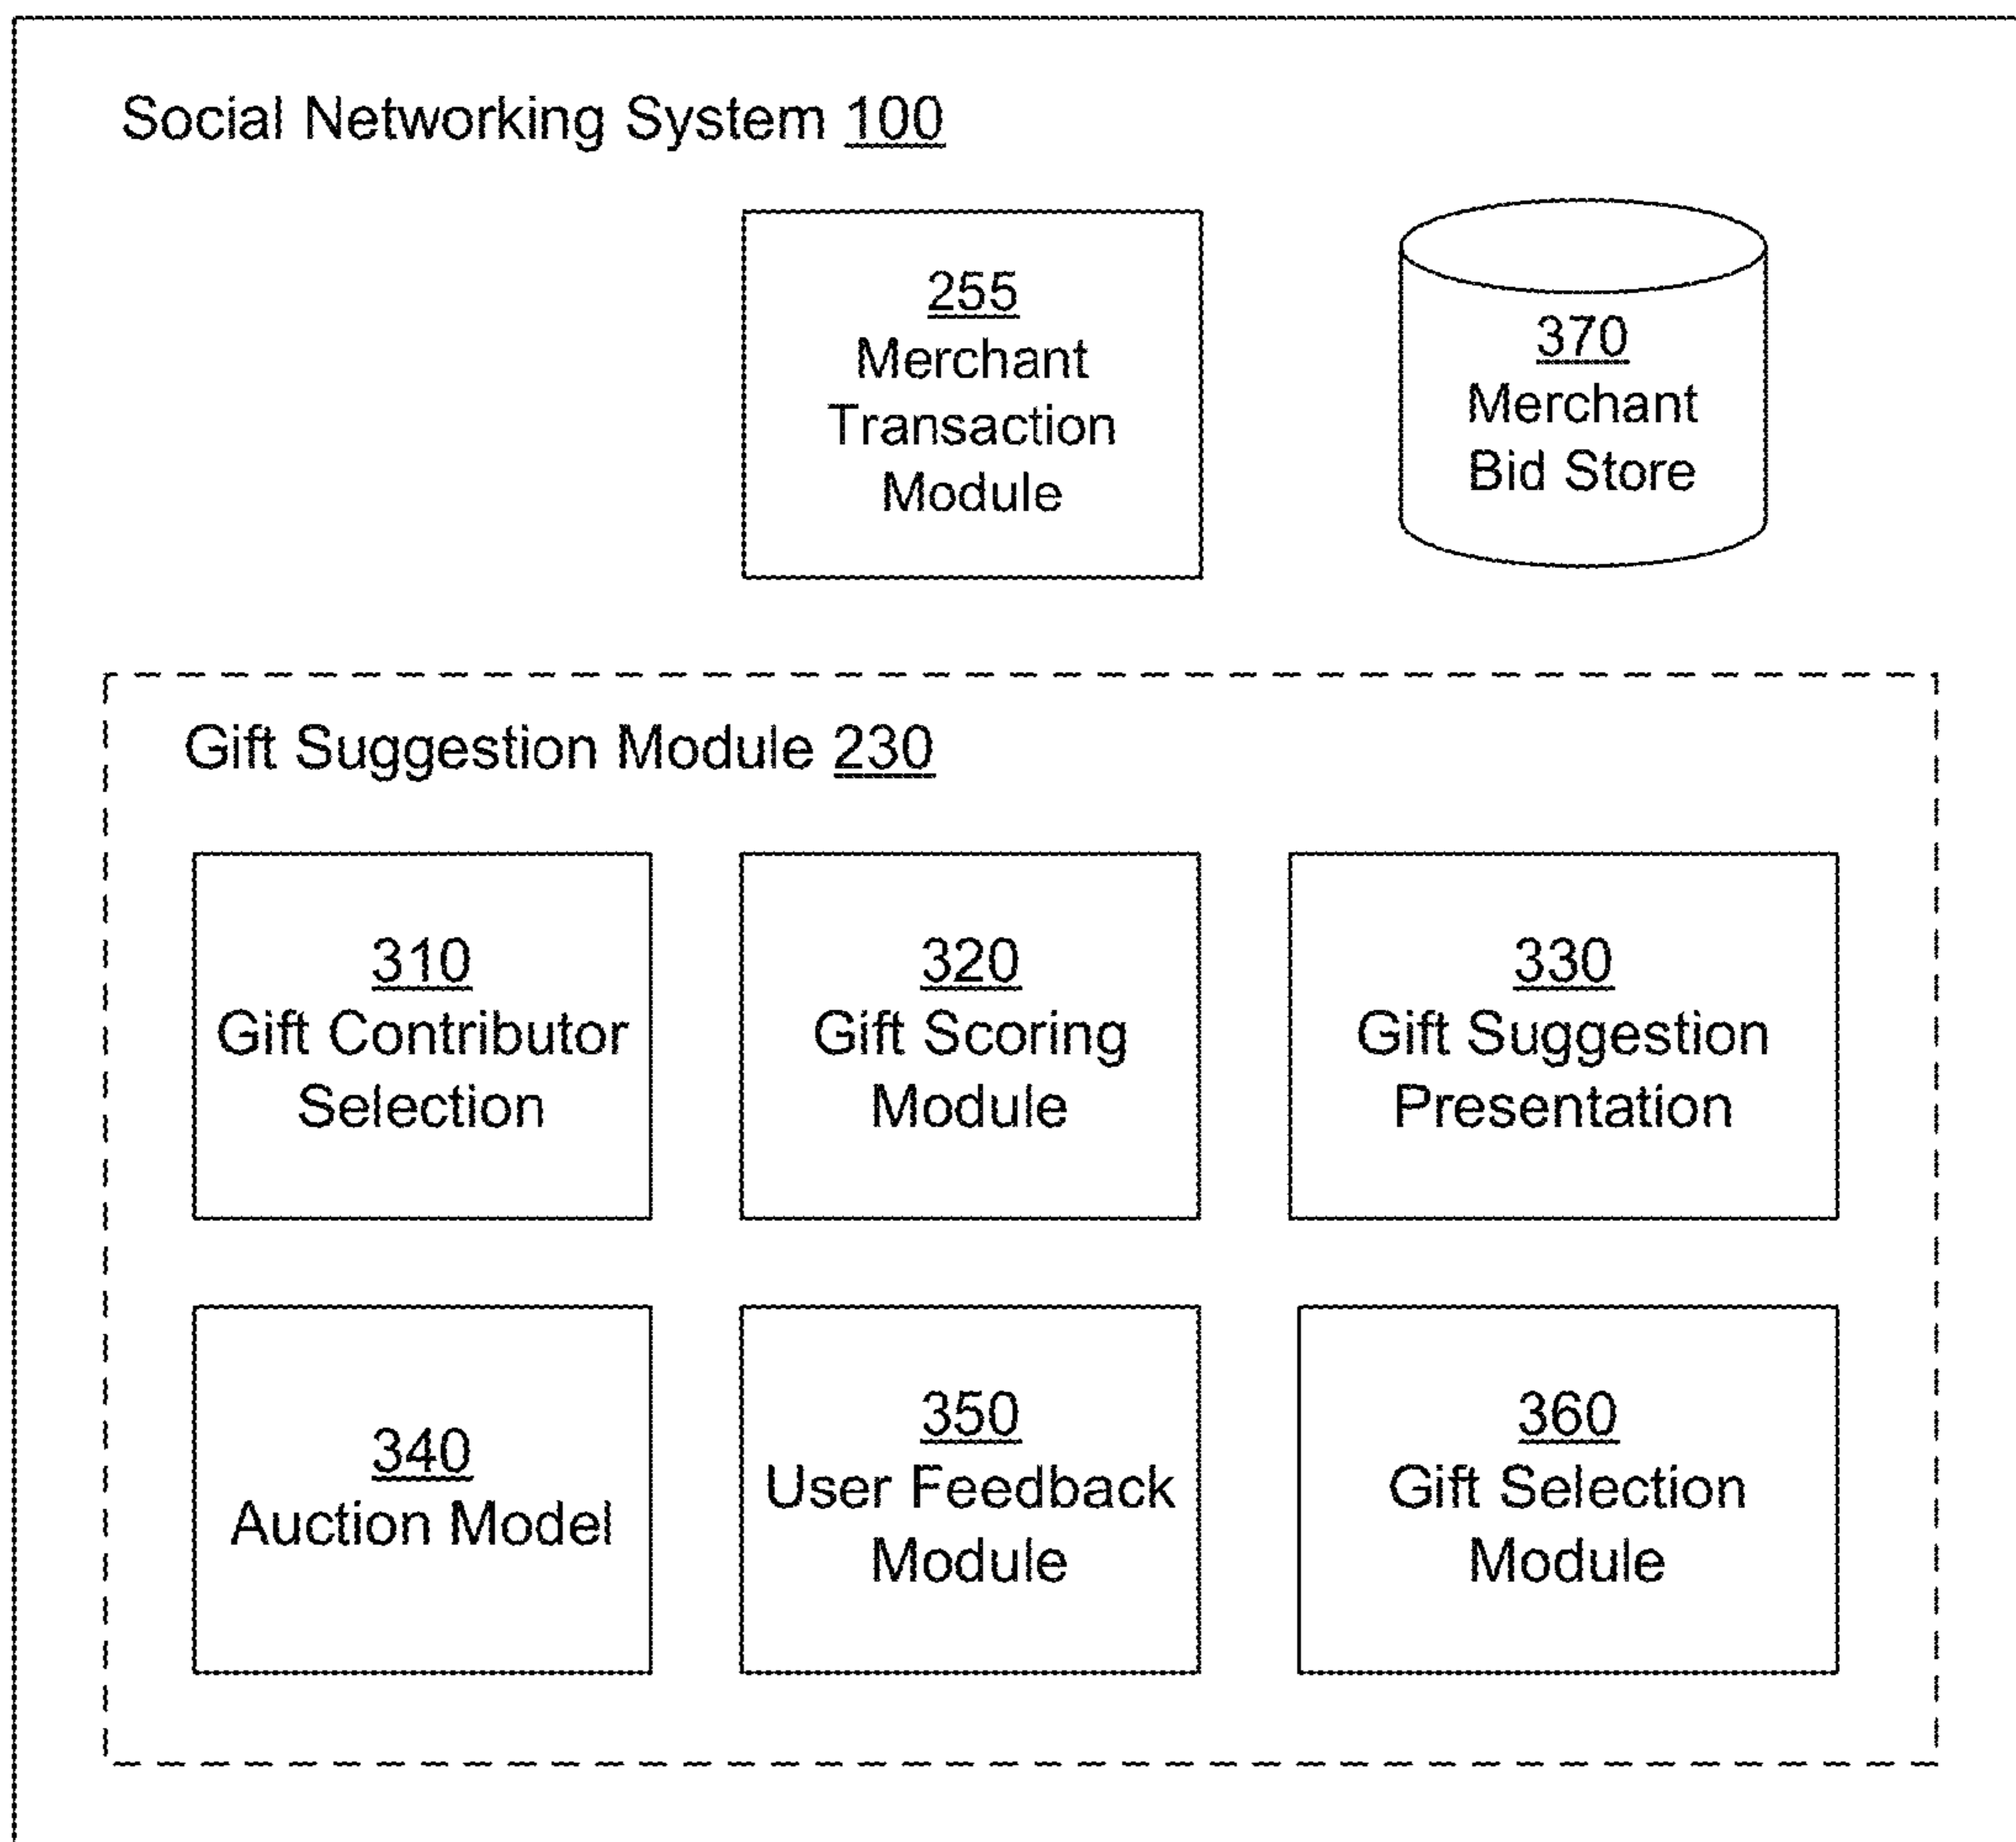 Social Networking System 100
255
Merchant
Transaction
Module
370
Merchant
Bid Store
Gift Suggestion Module 230
310
Gift Contributor
Selection
320
Gift Scoring
Module
330
Gift Suggestion
Presentation
340
Auction Model
350
User Feedback
Module
360
Gift Selection
Module